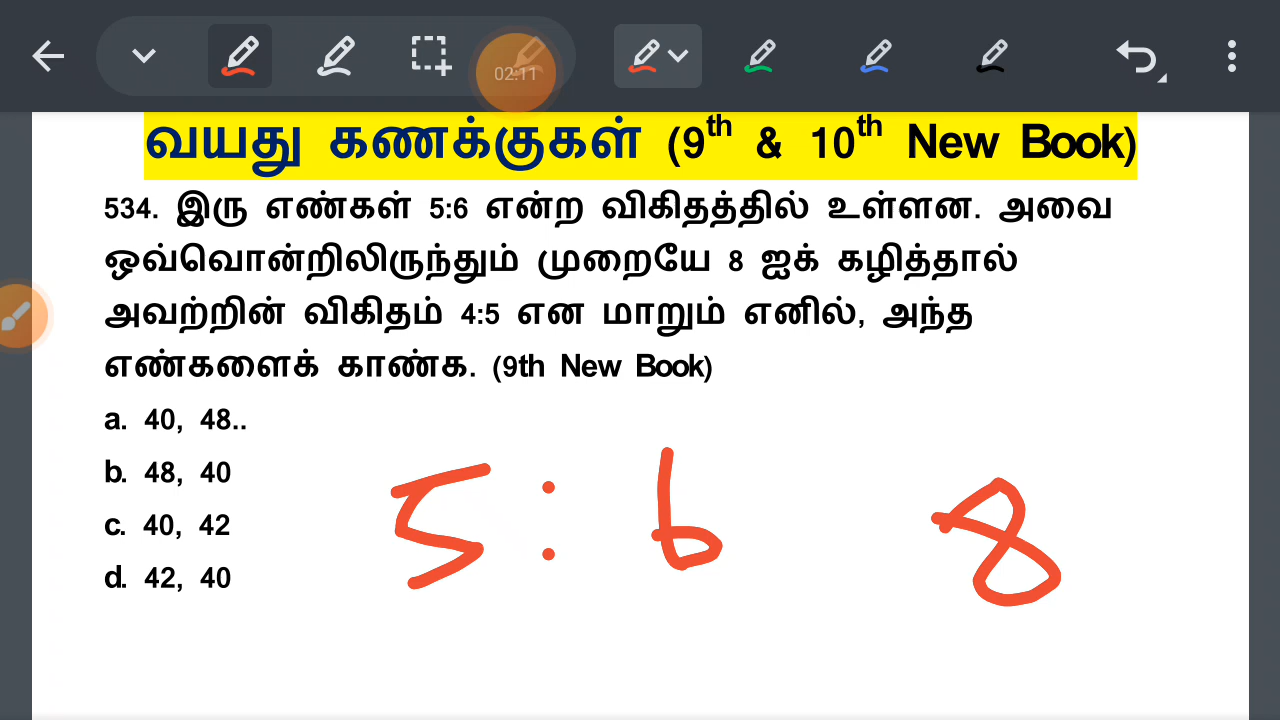 02:11
வயது கணக்குகள் (9th & 10th New Book)
534. இரு எண்கள் 5:6 என்ற விகிதத்தில் உள்ளன. அவை
ஒவ்வொன்றிலிருந்தும் முறையே 8 ஐக் கழித்தால்
அவற்றின் விகிதம் 4:5 என மாறும் எனில், அந்த
எண்களைக் காண்க. (9th New Book)
a. 40, 48..
b. 48, 40
c. 40, 42
d. 42, 40
5 : 6 8